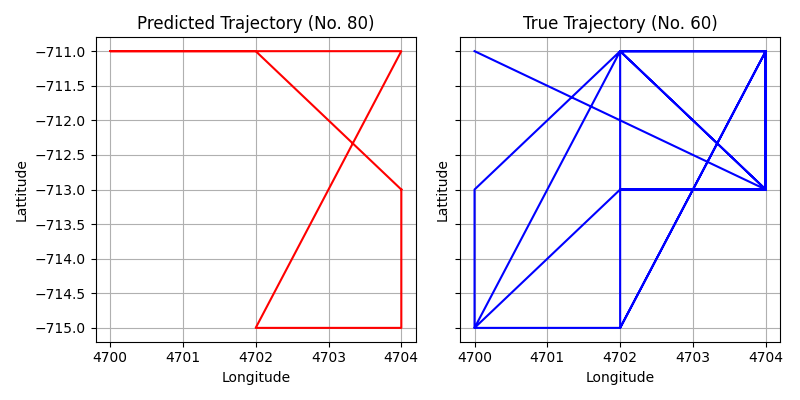 Predicted Trajectory (No. 80)
True Trajectory (No. 60)
−711.0
−711.5
−712.0
−712.5
−713.0
−713.5
−714.0
−714.5
−715.0
Lattitude
Lattitude
4700 4701 4702 4703 4704
4700 4701 4702 4703 4704
Longitude
Longitude